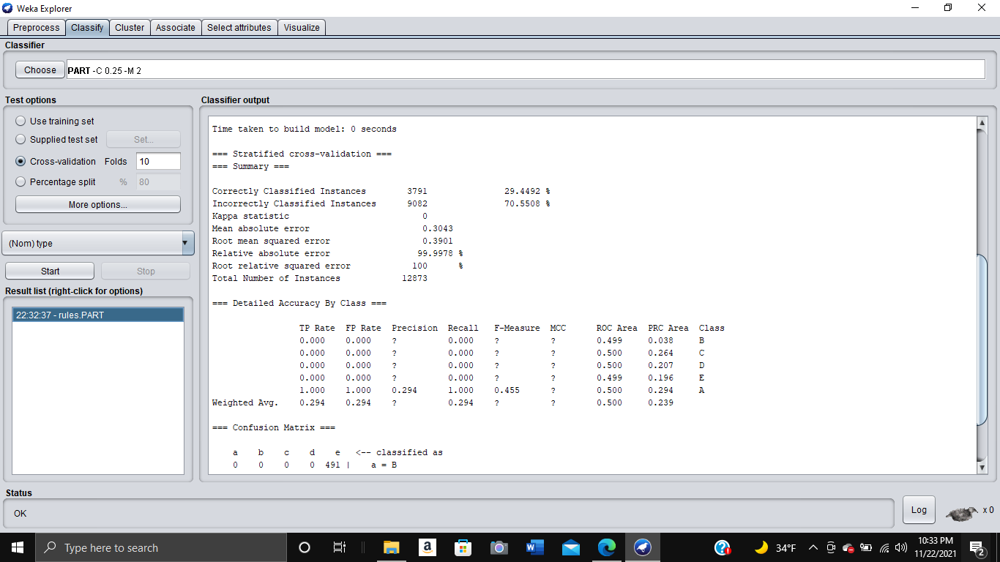 Weka Explorer
Preprocess Classify Cluster Associate Select attributes Visualize
Classifier
Choose PART -C 0.25 -M 2
Test options
Use training set
Supplied test set Set...
Cross-validation Folds 10
Percentage split % 80
More options...
(Nom) type
Start Stop
Result list (right-click for options)
22:32:37 - rules.PART
Classifier output
Time taken to build model: 0 seconds
=== Stratified cross-validation ===
=== Summary ===
Correctly Classified Instances 3791 29.4492 %
Incorrectly Classified Instances 9082 70.5508 %
Kappa statistic 0
Mean absolute error 0.3043
Root mean squared error 0.3901
Relative absolute error 99.9978 %
Root relative squared error 100 %
Total Number of Instances 12873
=== Detailed Accuracy By Class ===
TP Rate FP Rate Precision Recall F-Measure MCC ROC Area PRC Area Class
0.000 0.000 ? 0.000 ? ? 0.499 0.038 B
0.000 0.000 ? 0.000 ? ? 0.500 0.264 C
0.000 0.000 ? 0.000 ? ? 0.500 0.207 D
0.000 0.000 ? 0.000 ? ? 0.499 0.196 E
1.000 1.000 0.294 1.000 0.455 ? 0.500 0.294 A
Weighted Avg. 0.294 0.294 ? 0.294 ? ? 0.500 0.239
=== Confusion Matrix ===
a b c d e <-- classified as
0 0 0 0 491 | a = B
Status
OK
Log x 0
Type here to search
34°F
10:33 PM
11/22/2021
2